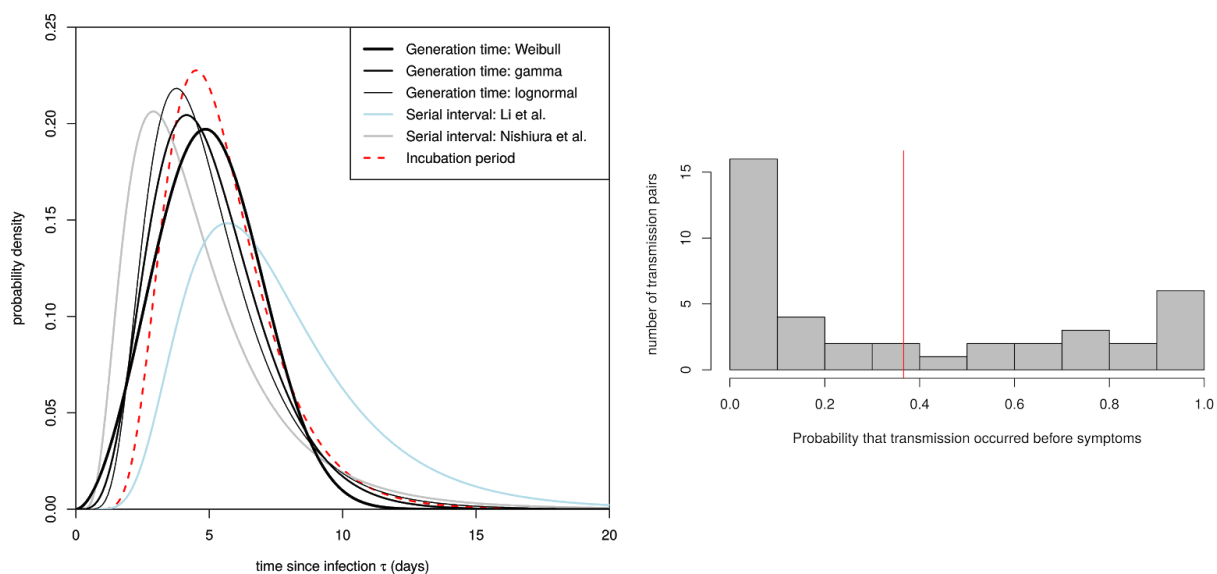 0.25
0.20
0.15
0.10
0.05
0.00
probability density
0
5
10
15
20
time since infection τ (days)
Generation time: Weibull
Generation time: gamma
Generation time: lognormal
Serial interval: Li et al.
Serial interval: Nishiura et al.
Incubation period
15
10
5
0
number of transmission pairs
0.0
0.2
0.4
0.6
0.8
1.0
Probability that transmission occurred before symptoms